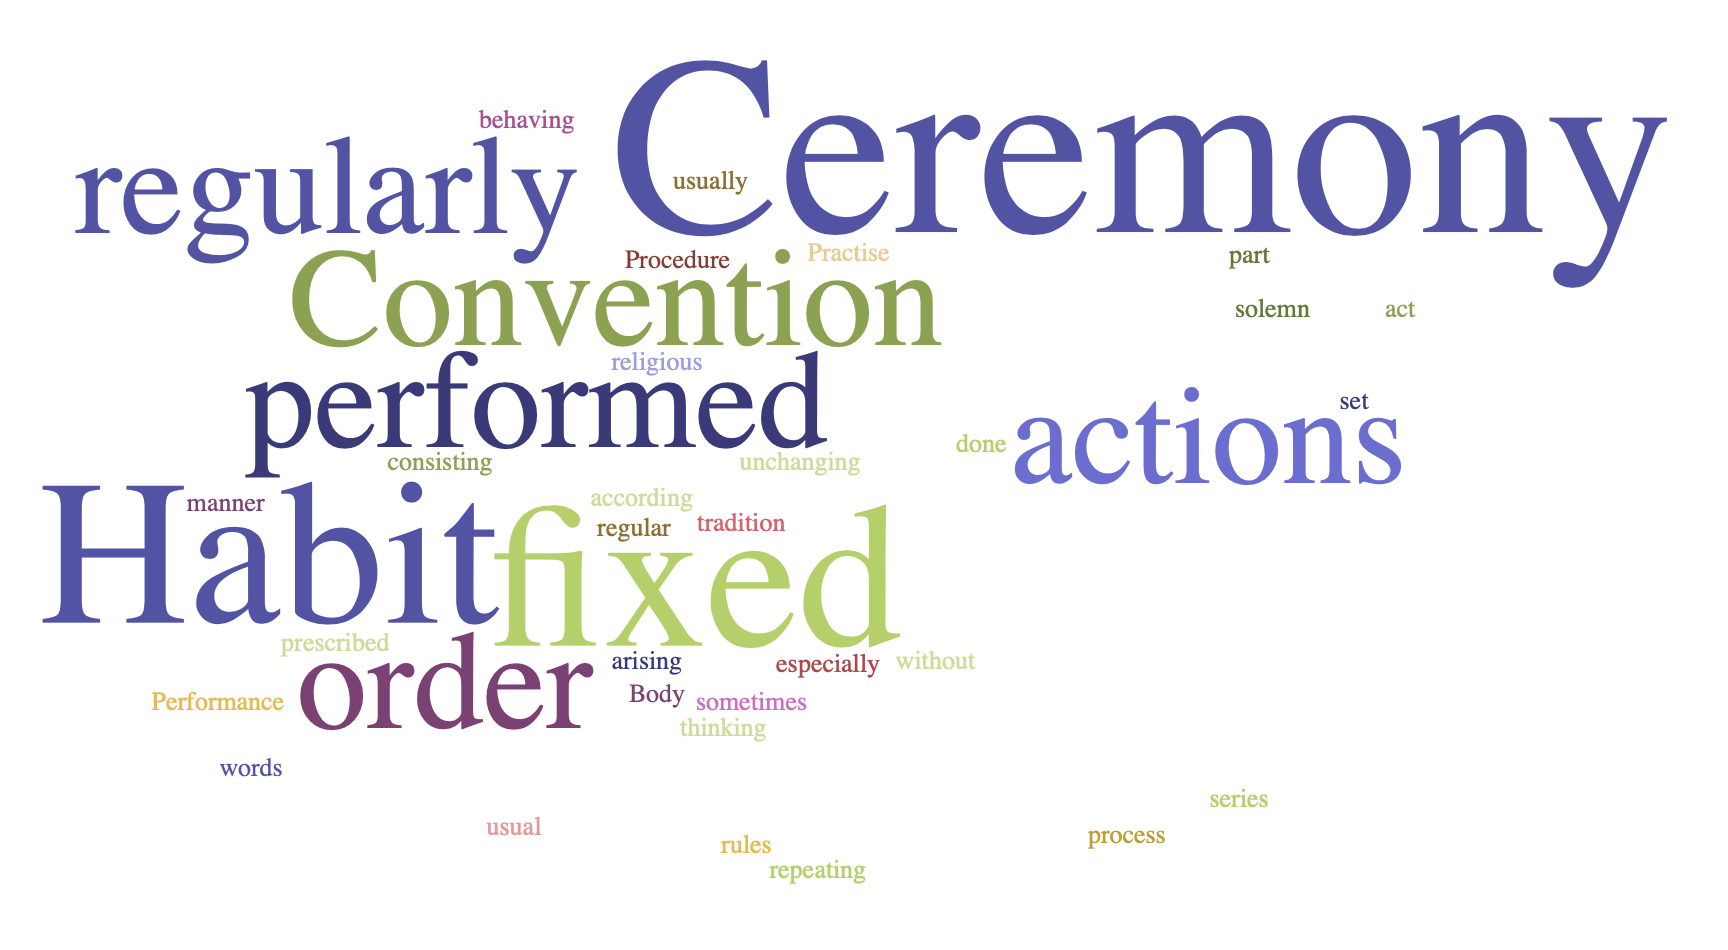 behaving
regularly
Ceremony
usually
Procedure
Practise
part
Convention
solemn
act
religious
performed
actions
set
done
consisting
unchanging
Habit
manner
according
regular
tradition
fixed
prescribed
order
arising
especially
without
Performance
Body
sometimes
thinking
words
series
usual
process
rules
repeating